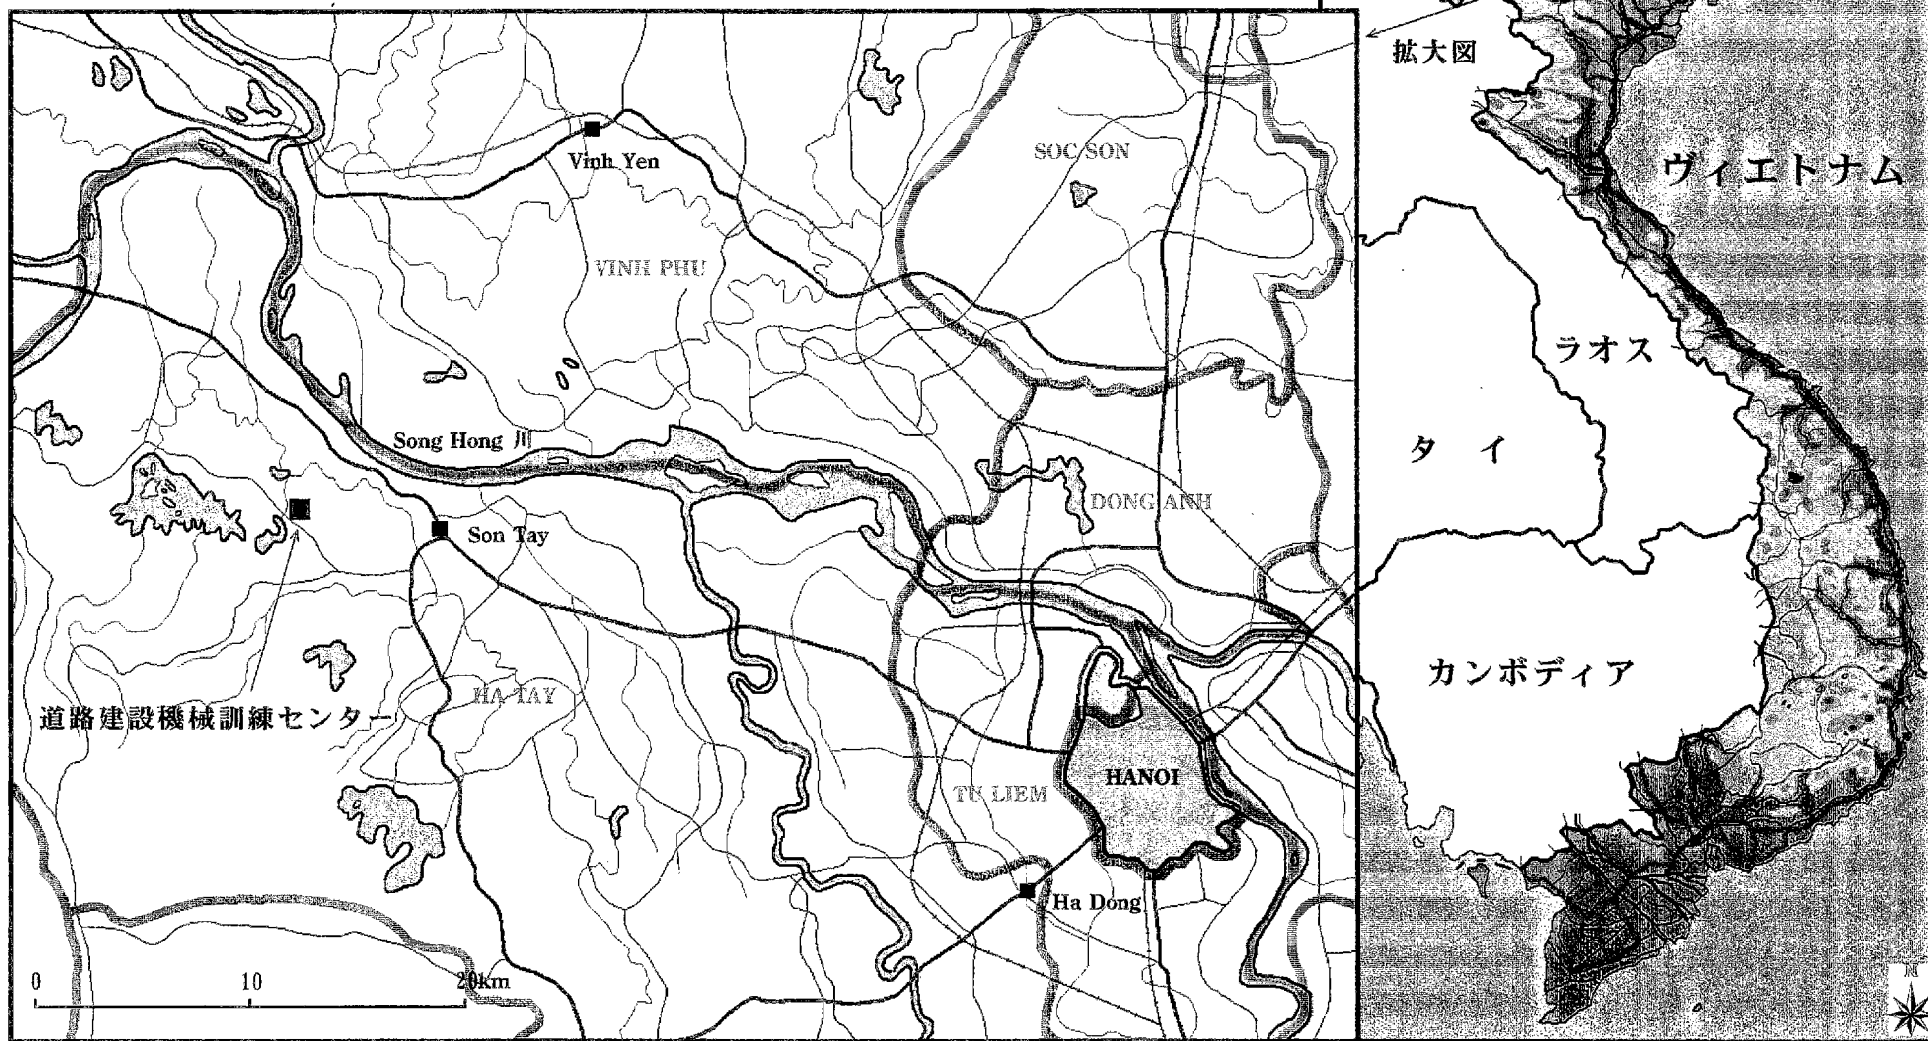 拡大図
ヴィエトナム
ラオス
タイ
カンボディア
Vinh Yen
SOC SON
VINH PHU
Song Hong 川
DONG ANH
Son Tay
HA TAY
道路建設機械訓練センター
HANOI
TU LIEM
Ha Dong
0 10 20km
N